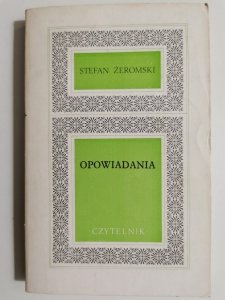 STEFAN ŻEROMSKI
OPOWIADANIA
CZYTELNIK